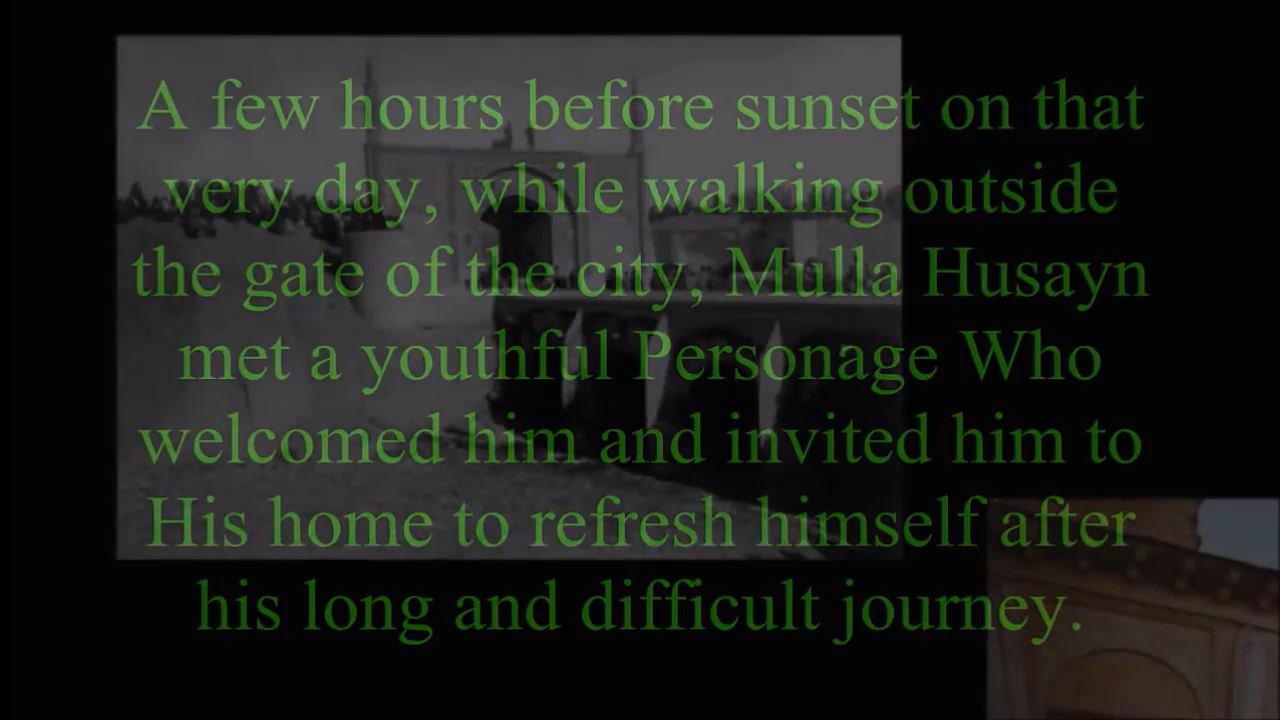 A few hours before sunset on that
very day, while walking outside
the gate of the city, Mulla Husayn
met a youthful Personage Who
welcomed him and invited him to
His home to refresh himself after
his long and difficult journey.